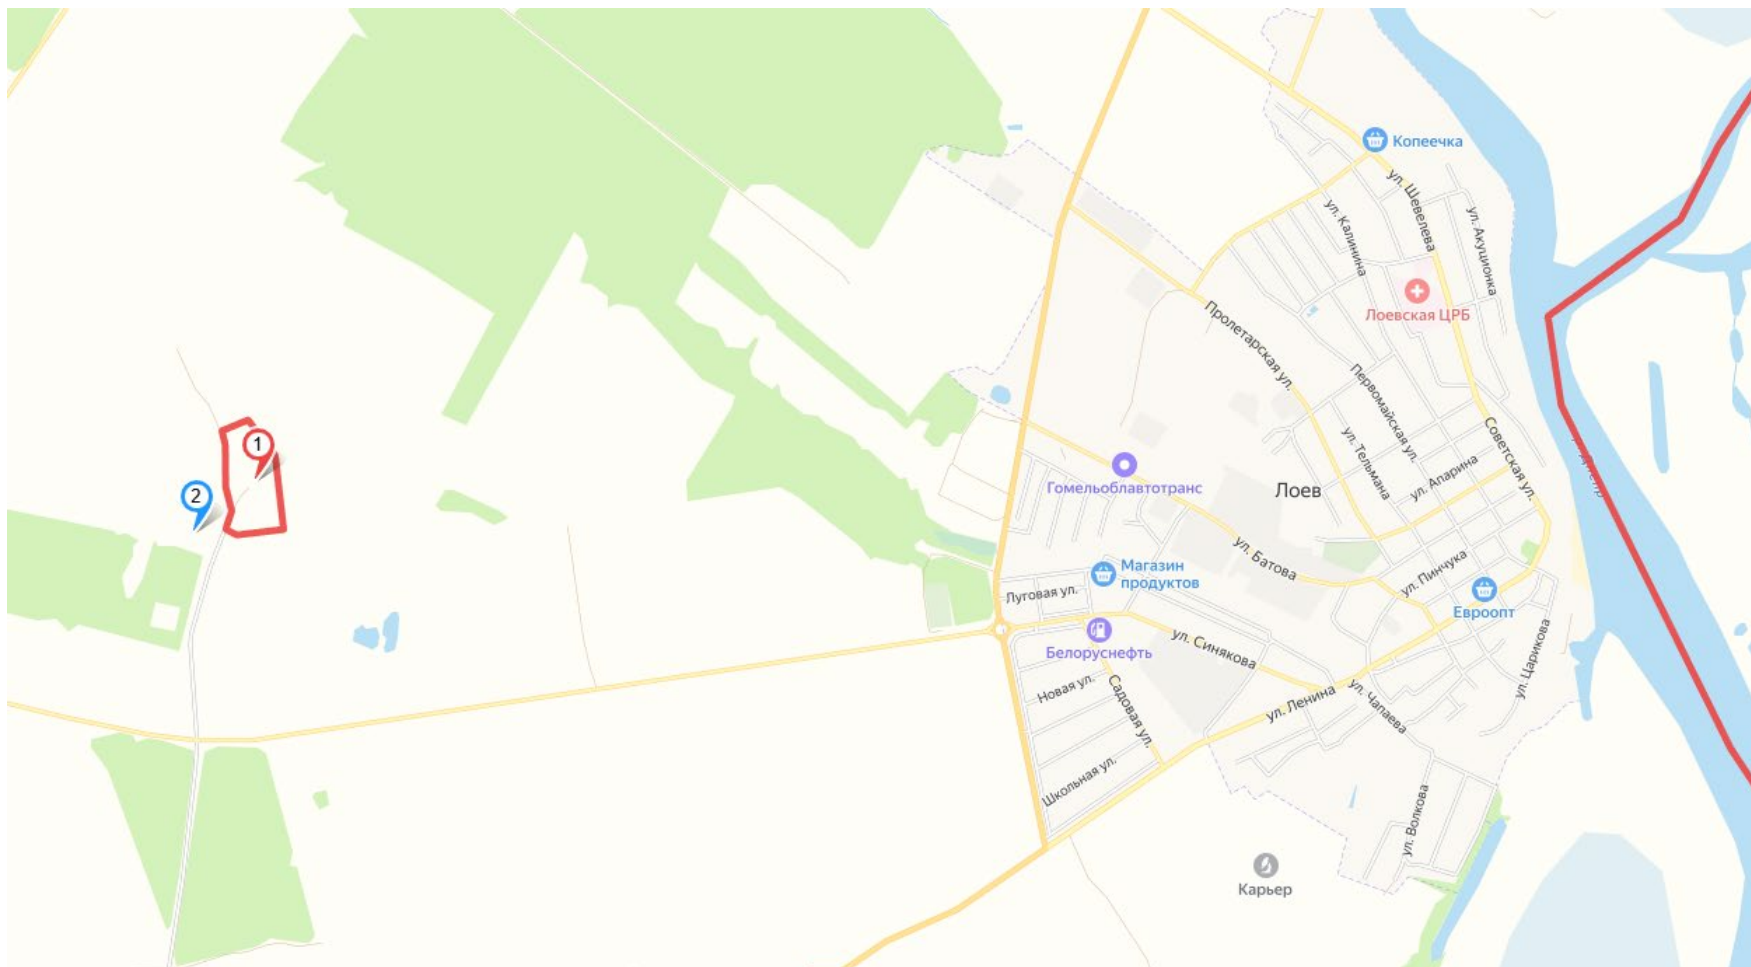 Копеечка
ул. Шевелева
ул. Калинина
ул. Акуционка
Лоевская ЦРБ
Пролетарская ул.
Первомайская ул.
ул. Тельмана
Советская ул.
1
Гомельоблавтотранс
Лоев
ул. Апарина
р. Днепр
2
ул. Батова
Магазин
продуктов
ул. Пинчука
Луговая ул.
Евроопт
Белоруснефть
ул. Синякова
ул. Царикова
Новая ул.
Садовая ул.
ул. Ленина
ул. Чапаева
Школьная ул.
ул. Волкова
Карьер